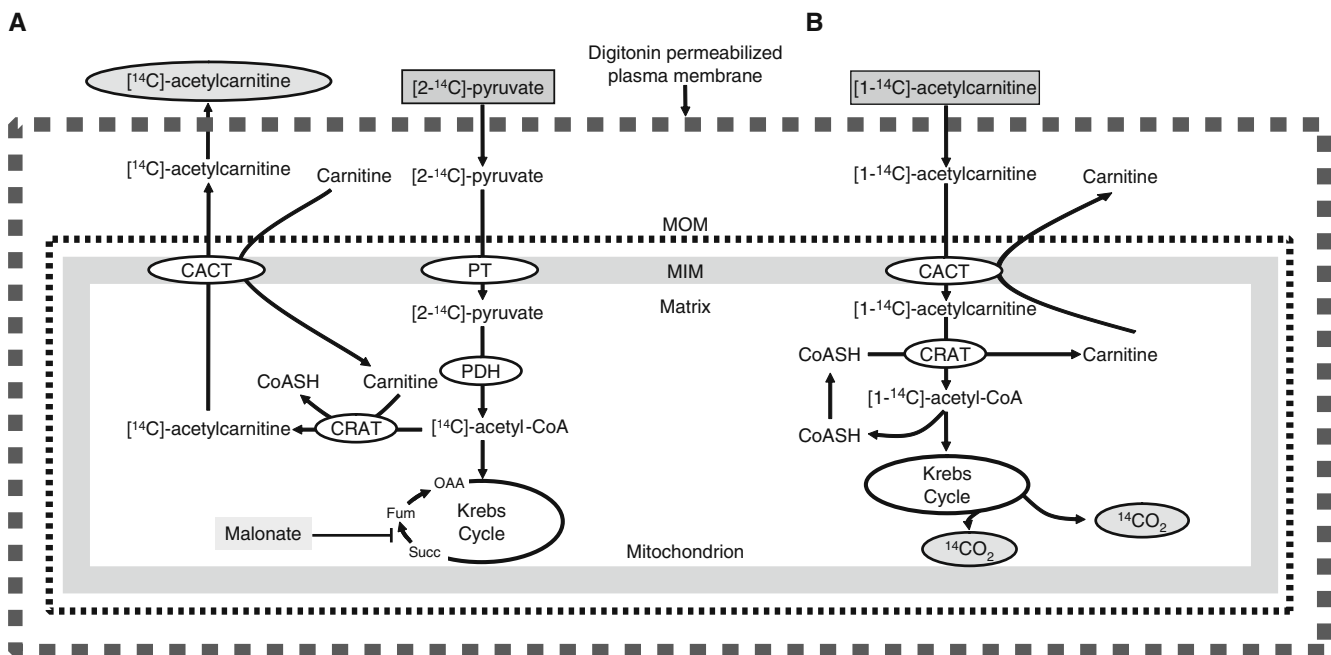 A
B
Digitonin permeabilized
plasma membrane
[¹⁴C]-acetylcarnitine
[2-¹⁴C]-pyruvate
[1-¹⁴C]-acetylcarnitine
[¹⁴C]-acetylcarnitine
Carnitine
[2-¹⁴C]-pyruvate
[1-¹⁴C]-acetylcarnitine
Carnitine
MOM
CACT
PT
MIM
CACT
[2-¹⁴C]-pyruvate
Matrix
[1-¹⁴C]-acetylcarnitine
CoASH
CRAT
Carnitine
PDH
CoASH
Carnitine
[1-¹⁴C]-acetyl-CoA
[¹⁴C]-acetylcarnitine
CRAT
[¹⁴C]-acetyl-CoA
CoASH
OAA
Krebs
Cycle
Fum
Krebs
Cycle
Malonate
Succ
Mitochondrion
¹⁴CO₂
¹⁴CO₂